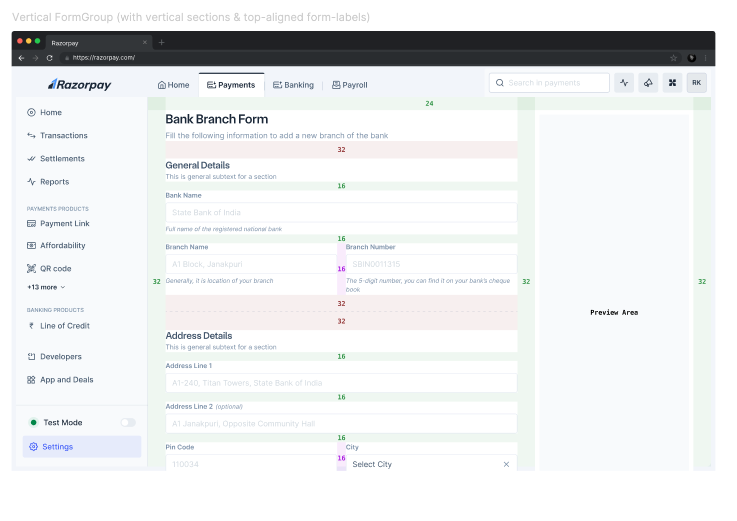 Vertical FormGroup (with vertical sections & top-aligned form-labels)
Razorpay
https://razorpay.com/
Razorpay
Home
Payments
Banking
Payroll
Search in payments
RK
Home
Transactions
Settlements
Reports
PAYMENTS PRODUCTS
Payment Link
Affordability
QR code
+13 more
BANKING PRODUCTS
Line of Credit
Developers
App and Deals
Test Mode
Settings
24
Bank Branch Form
Fill the following information to add a new branch of the bank
32
General Details
This is general subtext for a section
16
Bank Name
State Bank of India
Full name of the registered national bank
16
Branch Name
Branch Number
A1 Block, Janakpuri
16
SBIN0011315
32
Generally, it is location of your branch
The 5-digit number, you can find it on your bank's cheque
book
32
32
32
32
Preview Area
Address Details
This is general subtext for a section
16
Address Line 1
A1-240, Titan Towers, State Bank of India
16
Address Line 2 (optional)
A1 Janakpuri, Opposite Community Hall
16
Pin Code
City
110034
16
Select City